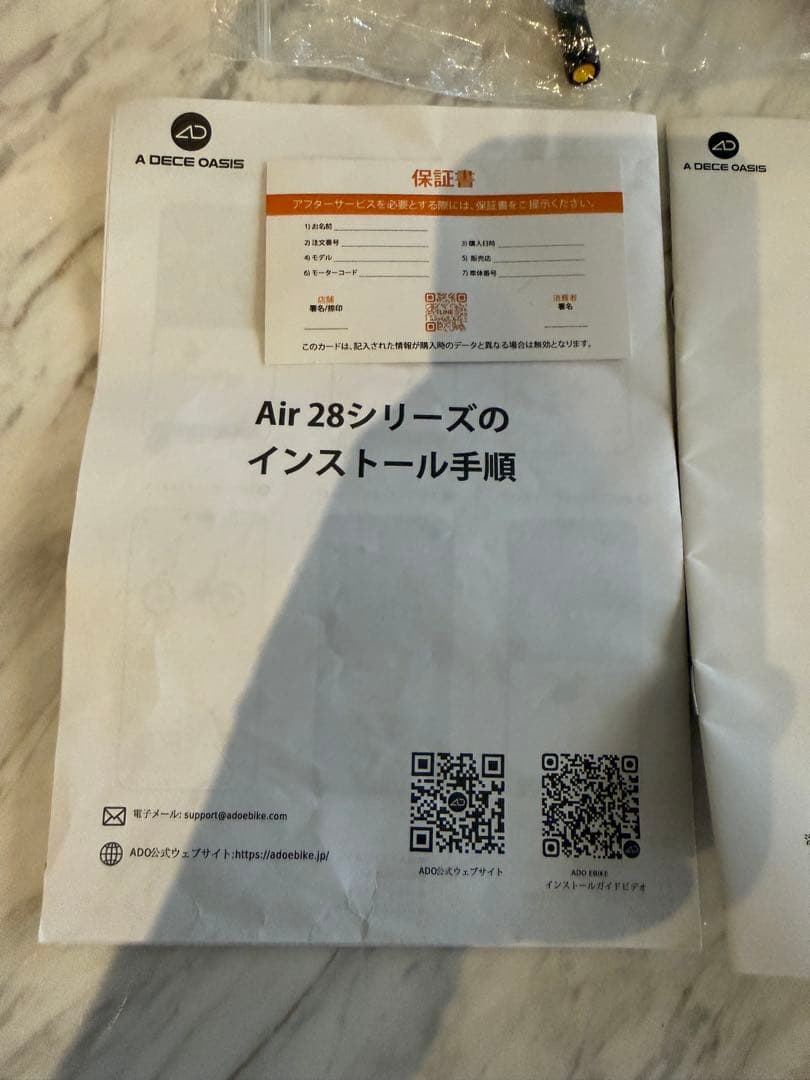 A DECE OASIS
保証書
アフターサービスを必要とする際には、保証書をご提示ください。
1)お名前
2)注文番号
3)購入日時
4)モデル
5) 販売店
6)モーターコード
7)車体番号
店舗
署名/捺印
消費者
署名
このカードは、記入された情報が購入時のデータと異なる場合は無効となります。
Air 28シリーズの
インストール手順
電子メール: support@adoebike.com
ADO公式ウェブサイト:https://adoebike.jp/
ADO公式ウェブサイト
ADO EBIKE
インストールガイドビデオ
A DECE OASIS